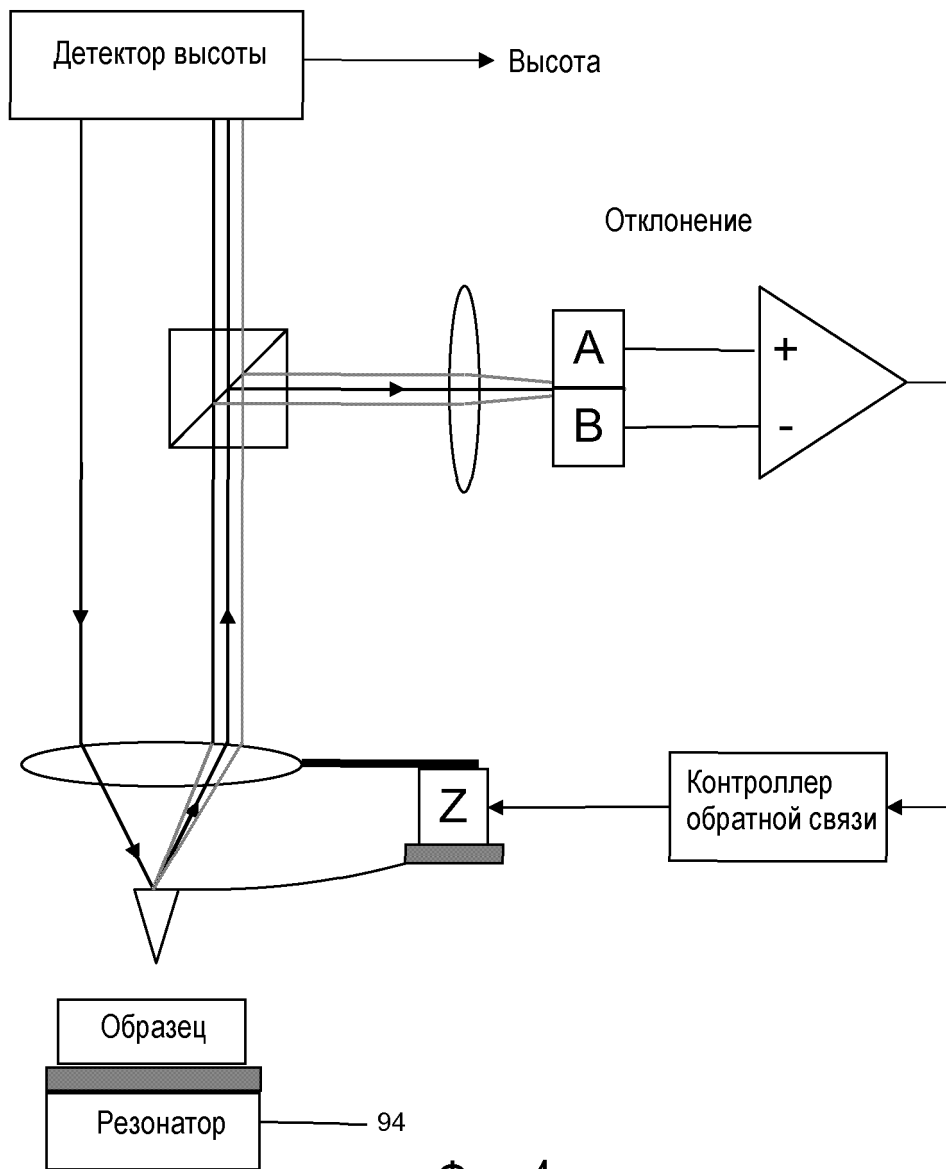 Детектор высоты
Высота
Отклонение
A
+
B
-
Z
Контроллер
обратной связи
Образец
Резонатор
94